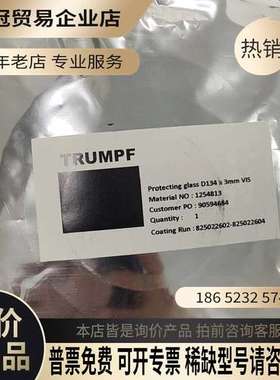 冠贸易企业店
年老店 专业服务
热销
TRUMPF
Protecting glass D134 x 3mm VIS
Material NO : 1254813
Customer PO : 90594684
Quantity : 1
Coating Run : 825022602-825022604
186 5232 574
价
品
本店皆是询价产品 拍前咨询客服
普票免费 可开专票 稀缺型号请咨